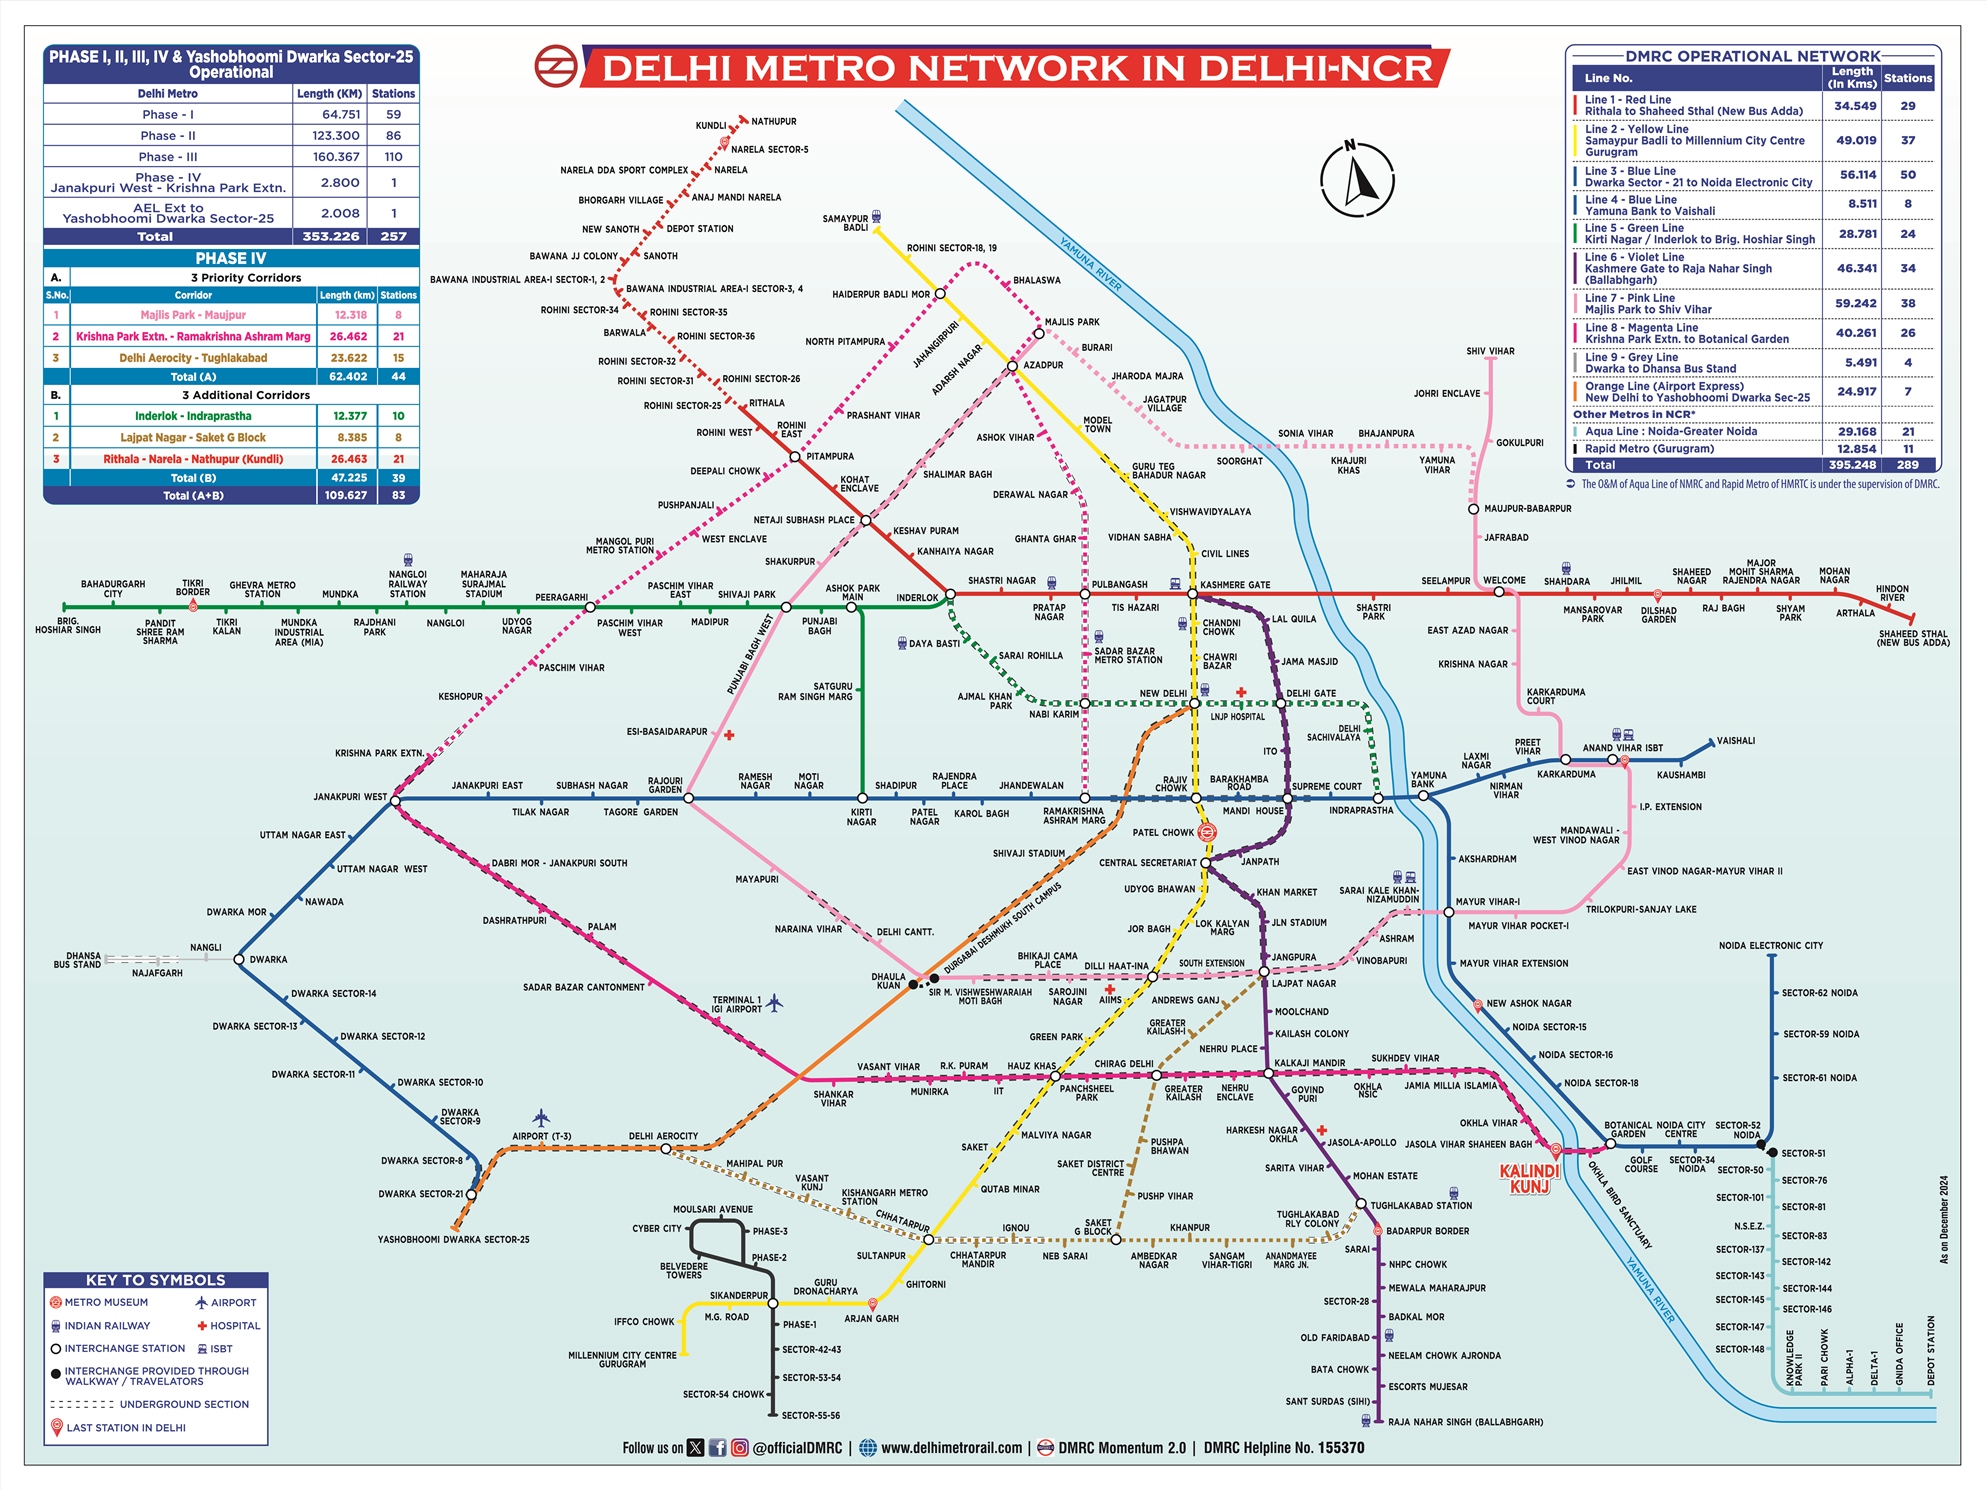 DELHI METRO NETWORK IN DELHI-NCR
PHASE I, II, III, IV & Yashobhoomi Dwarka Sector-25
Operational
Delhi Metro Length (KM) Stations
Phase - I 64.751 59
Phase - II 123.300 86
Phase - III 160.367 110
Phase - IV
Janakpuri West - Krishna Park Extn. 2.800 1
AEL Ext to
Yashobhoomi Dwarka Sector-25 2.008 1
Total 353.226 257
PHASE IV
A. 3 Priority Corridors
S.No. Corridor Length (km) Stations
1 Majlis Park - Maujpur 12.318 8
2 Krishna Park Extn. - Ramakrishna Ashram Marg 26.462 21
3 Delhi Aerocity - Tughlakabad 23.622 15
Total (A) 62.402 44
B. 3 Additional Corridors
1 Inderlok - Indraprastha 12.377 10
2 Lajpat Nagar - Saket G Block 8.385 8
3 Rithala - Narela - Nathupur (Kundli) 26.463 21
Total (B) 47.225 39
Total (A+B) 109.627 83
DMRC OPERATIONAL NETWORK
Line No. Length (In Kms) Stations
Line 1 - Red Line
Rithala to Shaheed Sthal (New Bus Adda) 34.549 29
Line 2 - Yellow Line
Samaypur Badli to Millennium City Centre
Gurugram 49.019 37
Line 3 - Blue Line
Dwarka Sector - 21 to Noida Electronic City 56.114 50
Line 4 - Blue Line
Yamuna Bank to Vaishali 8.511 8
Line 5 - Green Line
Kirti Nagar / Inderlok to Brig. Hoshiar Singh 28.781 24
Line 6 - Violet Line
Kashmere Gate to Raja Nahar Singh
(Ballabhgarh) 46.341 34
Line 7 - Pink Line
Majlis Park to Shiv Vihar 59.242 38
Line 8 - Magenta Line
Krishna Park Extn. to Botanical Garden 40.261 26
Line 9 - Grey Line
Dwarka to Dhansa Bus Stand 5.491 4
Orange Line (Airport Express)
New Delhi to Yashobhoomi Dwarka Sec-25 24.917 7
Other Metros in NCR*
Aqua Line : Noida-Greater Noida 29.168 21
Rapid Metro (Gurugram) 12.854 11
Total 395.248 289
The O&M of Aqua Line of NMRC and Rapid Metro of HMRTC is under the supervision of DMRC.
N
KUNDLI
NATHUPUR
NARELA SECTOR-5
NARELA DDA SPORT COMPLEX
NARELA
ANAJ MANDI NARELA
BHORGARH VILLAGE
NEW SANOTH
DEPOT STATION
BAWANA JJ COLONY
SANOTH
BAWANA INDUSTRIAL AREA-I SECTOR-1, 2
BAWANA INDUSTRIAL AREA-I SECTOR-3, 4
ROHINI SECTOR-34
ROHINI SECTOR-35
BARWALA
ROHINI SECTOR-36
ROHINI SECTOR-32
ROHINI SECTOR-31
ROHINI SECTOR-26
ROHINI SECTOR-25
RITHALA
ROHINI WEST
ROHINI
EAST
PITAMPURA
KOHAT
ENCLAVE
NETAJI SUBHASH PLACE
KESHAV PURAM
KANHAIYA NAGAR
INDERLOK
SHASTRI NAGAR
PRATAP
NAGAR
PULBANGASH
TIS HAZARI
KASHMERE GATE
SHASTRI
PARK
SEELAMPUR
WELCOME
SHAHDARA
MANSAROVAR
PARK
JHILMIL
DILSHAD
GARDEN
SHAHEED
NAGAR
RAJ BAGH
MAJOR
MOHIT SHARMA
RAJENDRA NAGAR
SHYAM
PARK
MOHAN
NAGAR
ARTHALA
HINDON
RIVER
SHAHEED STHAL
(NEW BUS ADDA)
SAMAYPUR
BADLI
ROHINI SECTOR-18, 19
HAIDERPUR BADLI MOR
JAHANGIRPURI
ADARSH NAGAR
AZADPUR
MODEL
TOWN
GURU TEG
BAHADUR NAGAR
VISHWAVIDYALAYA
VIDHAN SABHA
CIVIL LINES
CHANDNI
CHOWK
CHAWRI
BAZAR
NEW DELHI
RAJIV
CHOWK
PATEL CHOWK
CENTRAL SECRETARIAT
UDYOG BHAWAN
LOK KALYAN
MARG
JOR BAGH
DILLI HAAT-INA
AIIMS
GREEN PARK
HAUZ KHAS
MALVIYA NAGAR
SAKET
QUTAB MINAR
CHHATARPUR
SULTANPUR
GHITORNI
ARJAN GARH
GURU
DRONACHARYA
SIKANDERPUR
M.G. ROAD
IFFCO CHOWK
MILLENNIUM CITY CENTRE
GURUGRAM
BHALASWA
MAJLIS PARK
BURARI
JHARODA MAJRA
JAGATPUR
VILLAGE
SOORGHAT
SONIA VIHAR
KHAJURI
KHAS
BHAJANPURA
YAMUNA
VIHAR
SHIV VIHAR
JOHRI ENCLAVE
GOKULPURI
MAUJPUR-BABARPUR
JAFRABAD
EAST AZAD NAGAR
KRISHNA NAGAR
KARKARDUMA
COURT
KARKARDUMA
ANAND VIHAR ISBT
KAUSHAMBI
VAISHALI
I.P. EXTENSION
MANDAWALI -
WEST VINOD NAGAR
EAST VINOD NAGAR-MAYUR VIHAR II
TRILOKPURI-SANJAY LAKE
MAYUR VIHAR POCKET-I
MAYUR VIHAR-I
SARAI KALE KHAN-
NIZAMUDDIN
ASHRAM
VINOBAPURI
LAJPAT NAGAR
SOUTH EXTENSION
SAROJINI
NAGAR
BHIKAJI CAMA
PLACE
SIR M. VISHWESHWARAIAH
MOTI BAGH
DURGABAI DESHMUKH SOUTH CAMPUS
DHAULA
KUAN
DELHI CANTT.
NARAINA VIHAR
MAYAPURI
RAJOURI
GARDEN
ESI-BASAIDARAPUR
PUNJABI BAGH WEST
SHAKURPUR
SHALIMAR BAGH
NORTH PITAMPURA
PRASHANT VIHAR
DEEPALI CHOWK
PUSHPANJALI
WEST ENCLAVE
MANGOL PURI
METRO STATION
PEERAGARHI
PASCHIM VIHAR
KESHOPUR
KRISHNA PARK EXTN.
JANAKPURI WEST
ASHOK VIHAR
DERAWAL NAGAR
GHANTA GHAR
SADAR BAZAR
METRO STATION
NABI KARIM
RAMAKRISHNA
ASHRAM MARG
BRIG.
HOSHIAR SINGH
BAHADURGARH
CITY
PANDIT
SHREE RAM
SHARMA
TIKRI
BORDER
TIKRI
KALAN
GHEVRA METRO
STATION
MUNDKA
INDUSTRIAL
AREA (MIA)
MUNDKA
RAJDHANI
PARK
NANGLOI
RAILWAY
STATION
NANGLOI
MAHARAJA
SURAJMAL
STADIUM
UDYOG
NAGAR
PASCHIM VIHAR
WEST
PASCHIM VIHAR
EAST
MADIPUR
SHIVAJI PARK
PUNJABI
BAGH
ASHOK PARK
MAIN
SATGURU
RAM SINGH MARG
KIRTI
NAGAR
DAYA BASTI
SARAI ROHILLA
AJMAL KHAN
PARK
LNJP HOSPITAL
DELHI GATE
DELHI
SACHIVALAYA
INDRAPRASTHA
LAL QUILA
JAMA MASJID
ITO
MANDI HOUSE
JANPATH
KHAN MARKET
JLN STADIUM
JANGPURA
MOOLCHAND
KAILASH COLONY
NEHRU PLACE
KALKAJI MANDIR
GOVIND
PURI
HARKESH NAGAR
OKHLA
JASOLA-APOLLO
SARITA VIHAR
MOHAN ESTATE
TUGHLAKABAD STATION
BADARPUR BORDER
SARAI
NHPC CHOWK
MEWALA MAHARAJPUR
SECTOR-28
BADKAL MOR
OLD FARIDABAD
NEELAM CHOWK AJRONDA
BATA CHOWK
ESCORTS MUJESAR
SANT SURDAS (SIHI)
RAJA NAHAR SINGH (BALLABHGARH)
JANAKPURI EAST
TILAK NAGAR
SUBHASH NAGAR
TAGORE GARDEN
RAMESH
NAGAR
MOTI
NAGAR
SHADIPUR
PATEL
NAGAR
RAJENDRA
PLACE
KAROL BAGH
JHANDEWALAN
BARAKHAMBA
ROAD
SUPREME COURT
YAMUNA
BANK
LAXMI
NAGAR
NIRMAN
VIHAR
PREET
VIHAR
AKSHARDHAM
MAYUR VIHAR EXTENSION
NEW ASHOK NAGAR
NOIDA SECTOR-15
NOIDA SECTOR-16
NOIDA SECTOR-18
BOTANICAL
GARDEN
GOLF
COURSE
NOIDA CITY
CENTRE
SECTOR-34
NOIDA
SECTOR-52
NOIDA
SECTOR-61 NOIDA
SECTOR-59 NOIDA
SECTOR-62 NOIDA
NOIDA ELECTRONIC CITY
UTTAM NAGAR EAST
UTTAM NAGAR WEST
NAWADA
DWARKA MOR
DWARKA
NANGLI
NAJAFGARH
DHANSA
BUS STAND
DWARKA SECTOR-14
DWARKA SECTOR-13
DWARKA SECTOR-12
DWARKA SECTOR-11
DWARKA SECTOR-10
DWARKA
SECTOR-9
DWARKA SECTOR-8
DWARKA SECTOR-21
YASHOBHOOMI DWARKA SECTOR-25
AIRPORT (T-3)
DELHI AEROCITY
SHIVAJI STADIUM
DABRI MOR - JANAKPURI SOUTH
DASHRATHPURI
PALAM
SADAR BAZAR CANTONMENT
TERMINAL 1
IGI AIRPORT
SHANKAR
VIHAR
VASANT VIHAR
MUNIRKA
R.K. PURAM
IIT
PANCHSHEEL
PARK
CHIRAG DELHI
GREATER
KAILASH
NEHRU
ENCLAVE
OKHLA
NSIC
SUKHDEV VIHAR
JAMIA MILLIA ISLAMIA
OKHLA VIHAR
JASOLA VIHAR SHAHEEN BAGH
KALINDI
KUNJ
OKHLA BIRD SANCTUARY
ANDREWS GANJ
GREATER
KAILASH-I
PUSHPA
BHAWAN
SAKET DISTRICT
CENTRE
PUSHP VIHAR
SAKET
G BLOCK
MAHIPAL PUR
VASANT
KUNJ
KISHANGARH METRO
STATION
CHHATARPUR
MANDIR
IGNOU
NEB SARAI
AMBEDKAR
NAGAR
KHANPUR
SANGAM
VIHAR-TIGRI
ANANDMAYEE
MARG JN.
TUGHLAKABAD
RLY COLONY
MOULSARI AVENUE
CYBER CITY
PHASE-3
PHASE-2
BELVEDERE
TOWERS
PHASE-1
SECTOR-42-43
SECTOR-53-54
SECTOR-54 CHOWK
SECTOR-55-56
SECTOR-51
SECTOR-50
SECTOR-76
SECTOR-101
SECTOR-81
N.S.E.Z.
SECTOR-83
SECTOR-137
SECTOR-142
SECTOR-143
SECTOR-144
SECTOR-145
SECTOR-146
SECTOR-147
SECTOR-148
KNOWLEDGE
PARK II
PARI CHOWK
ALPHA-1
DELTA-1
GNIDA OFFICE
DEPOT STATION
YAMUNA RIVER
YAMUNA RIVER
As on December 2024
KEY TO SYMBOLS
METRO MUSEUM
AIRPORT
INDIAN RAILWAY
HOSPITAL
INTERCHANGE STATION
ISBT
INTERCHANGE PROVIDED THROUGH
WALKWAY / TRAVELATORS
UNDERGROUND SECTION
LAST STATION IN DELHI
Follow us on @officialDMRC | www.delhimetrorail.com | DMRC Momentum 2.0 | DMRC Helpline No. 155370